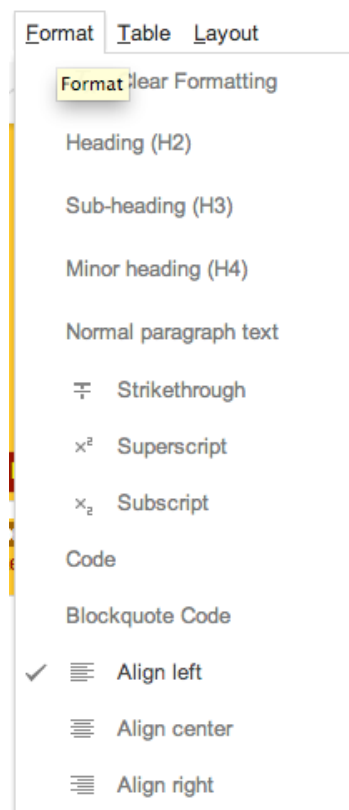 Format Table Layout
Format lear Formatting
Heading (H2)
Sub-heading (H3)
Minor heading (H4)
Normal paragraph text
Strikethrough
Superscript
Subscript
Code
Blockquote Code
Align left
Align center
Align right